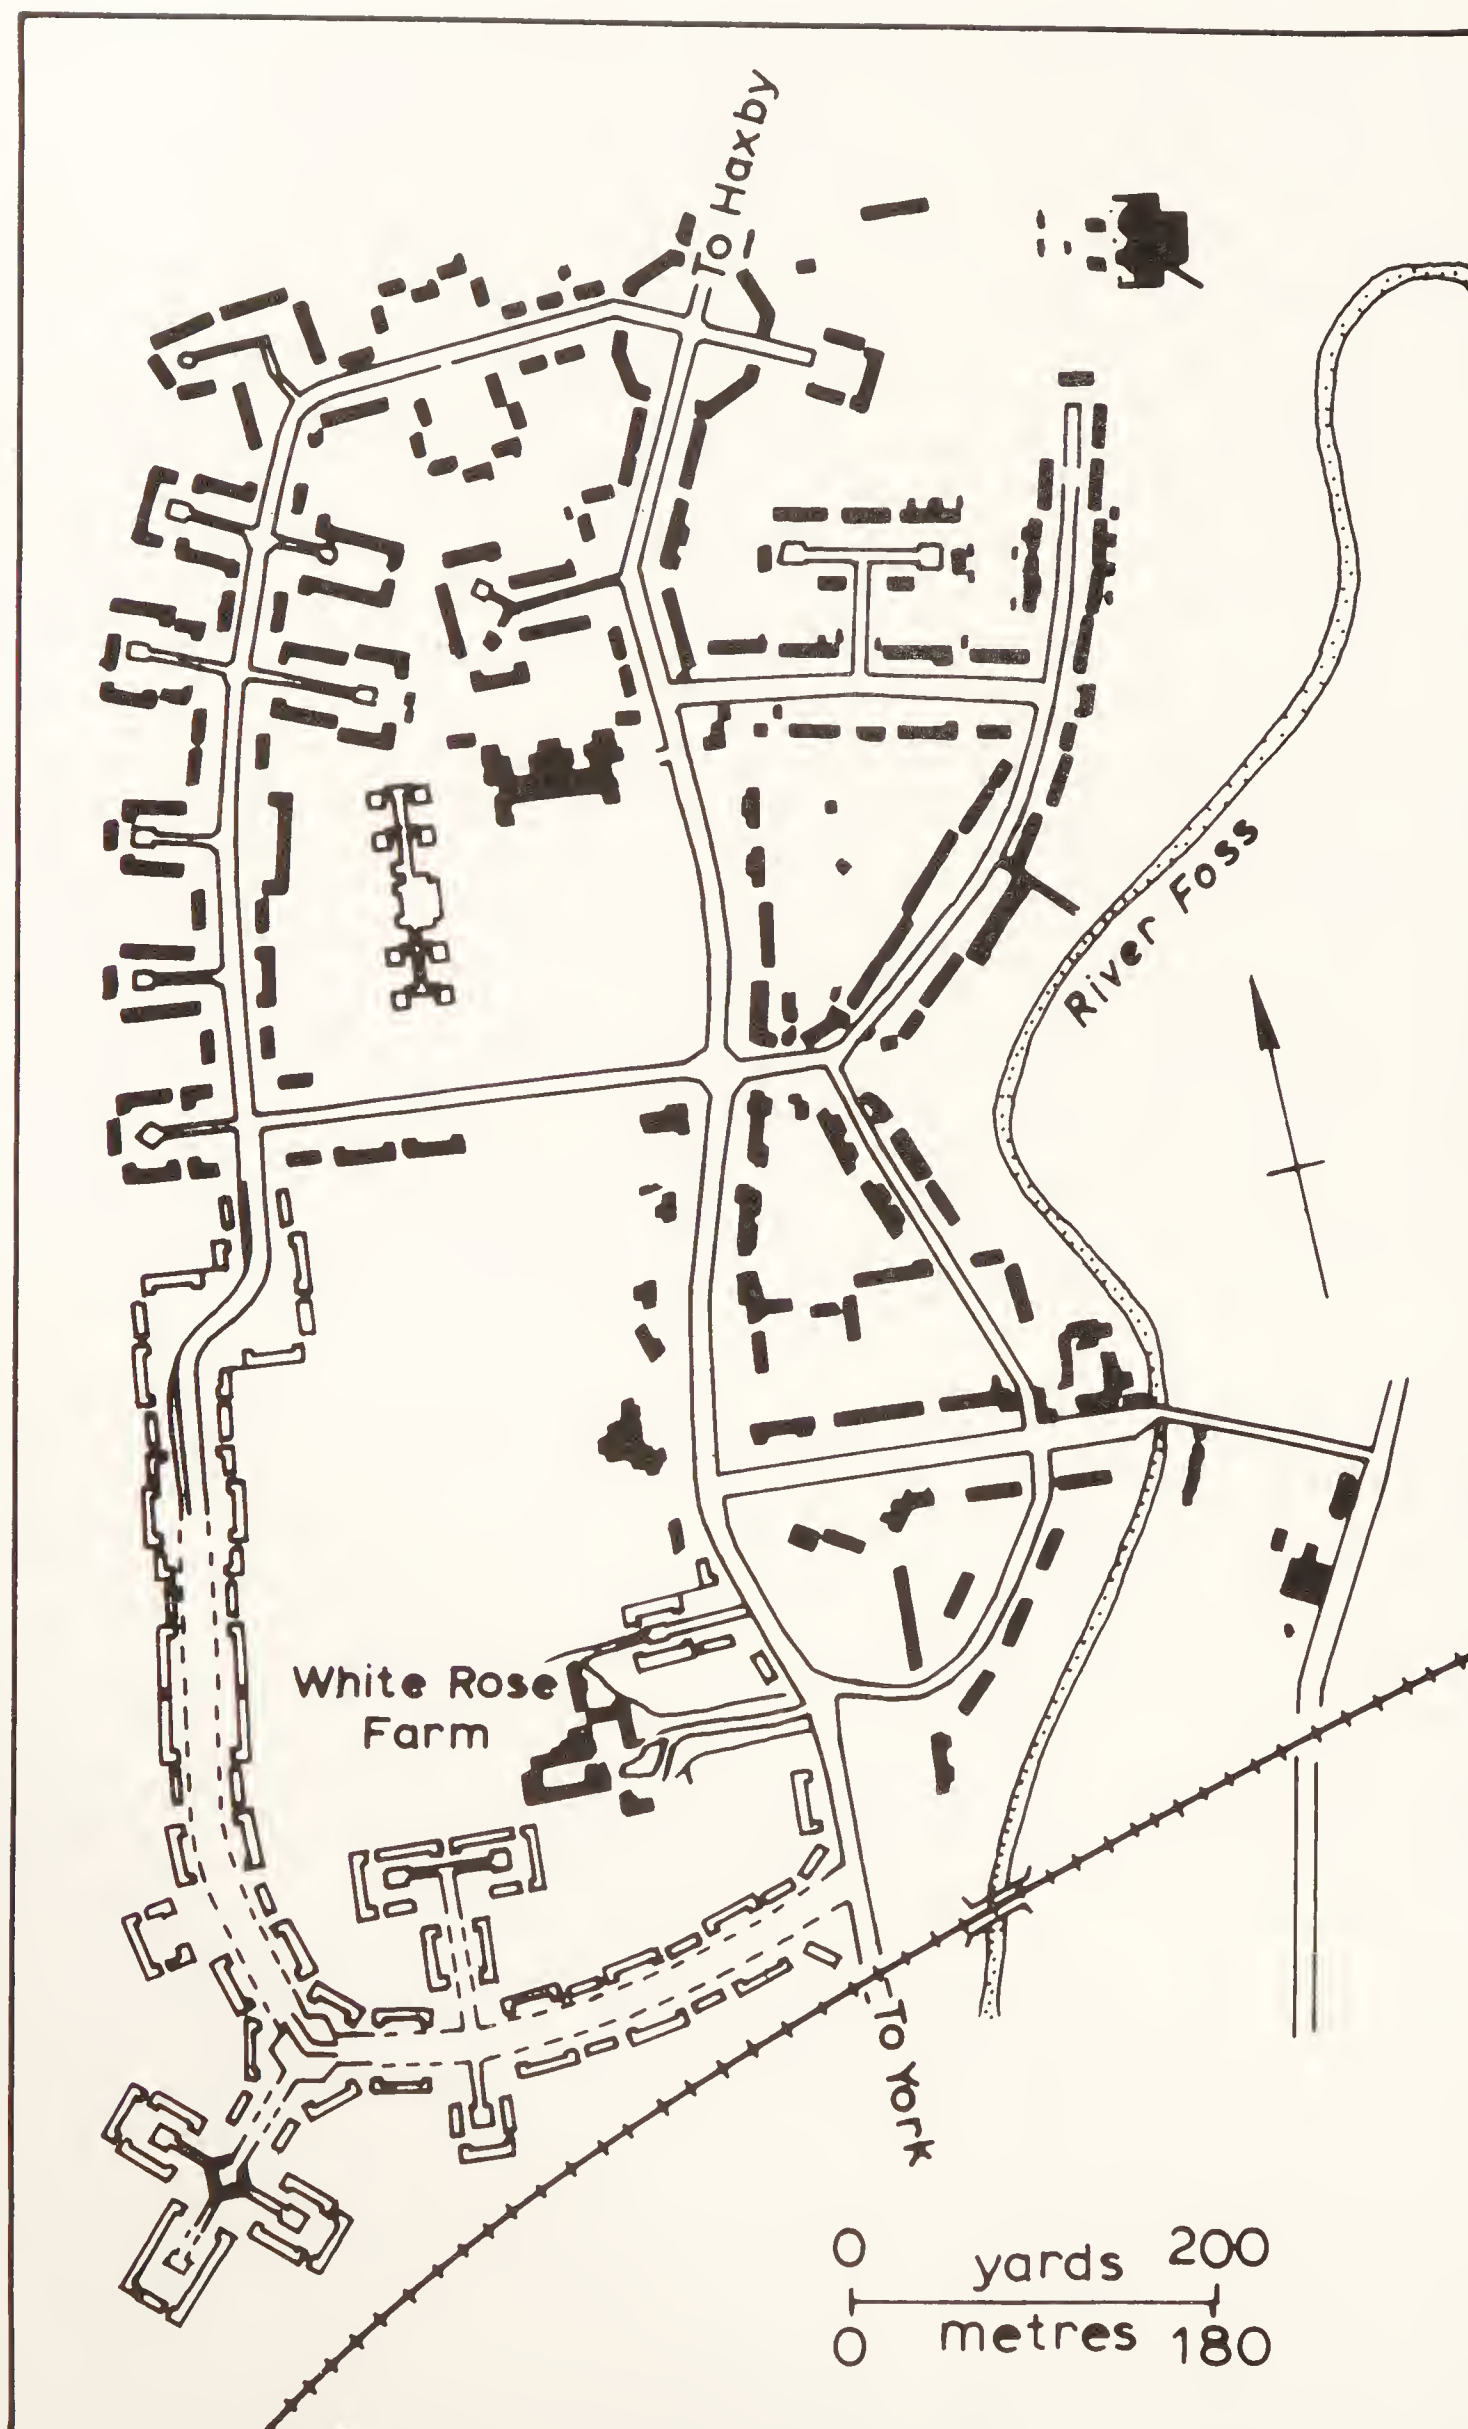 To Haxby
River Foss
White Rose
Farm
To York
0 200
yards
metres
0 180